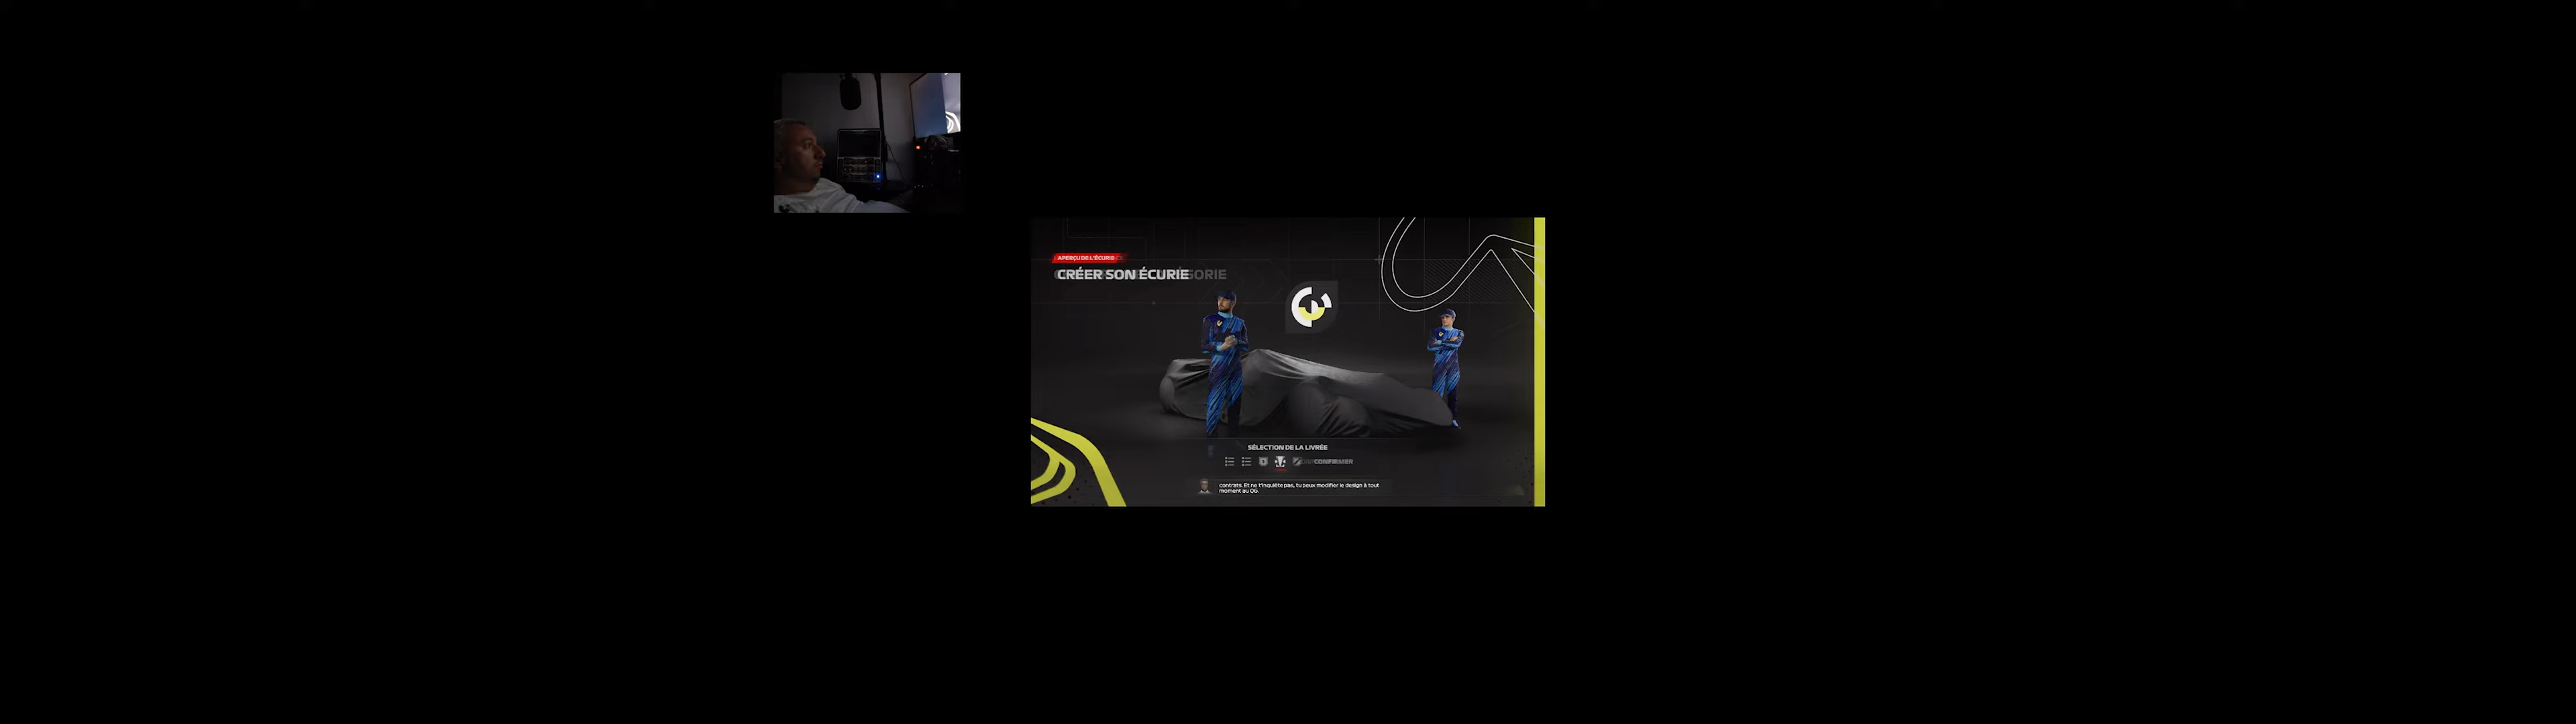 APERÇU DE L'ÉCURIE
CRÉER SON ÉCURIE
SÉLECTION DE LA LIVRÉE
CONFIRMER
contrats. Et ne t'inquiète pas, tu peux modifier le design à tout
moment au QG.